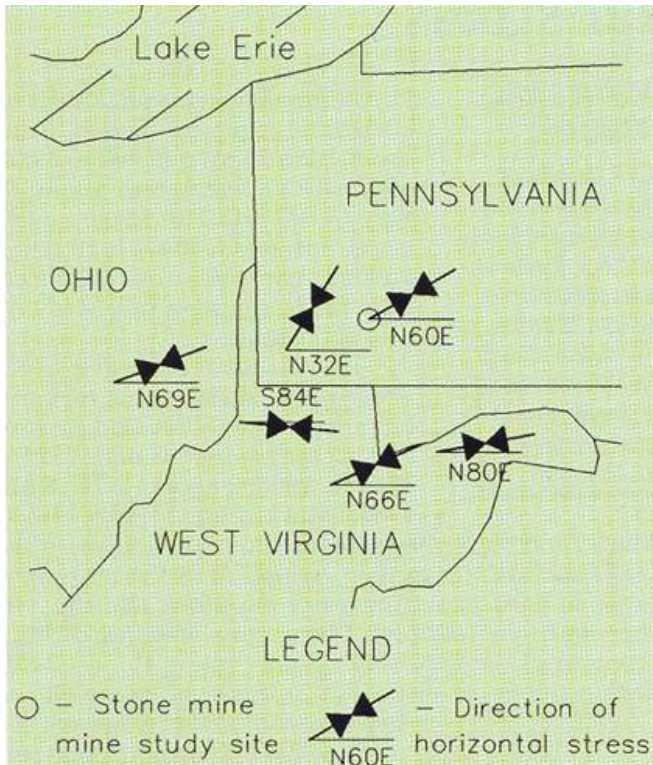 Lake Erie
PENNSYLVANIA
OHIO
N60E
N32E
N69E
S84E
N80E
N66E
WEST VIRGINIA
LEGEND
– Stone mine
mine study site
– Direction of
horizontal stress
N60E